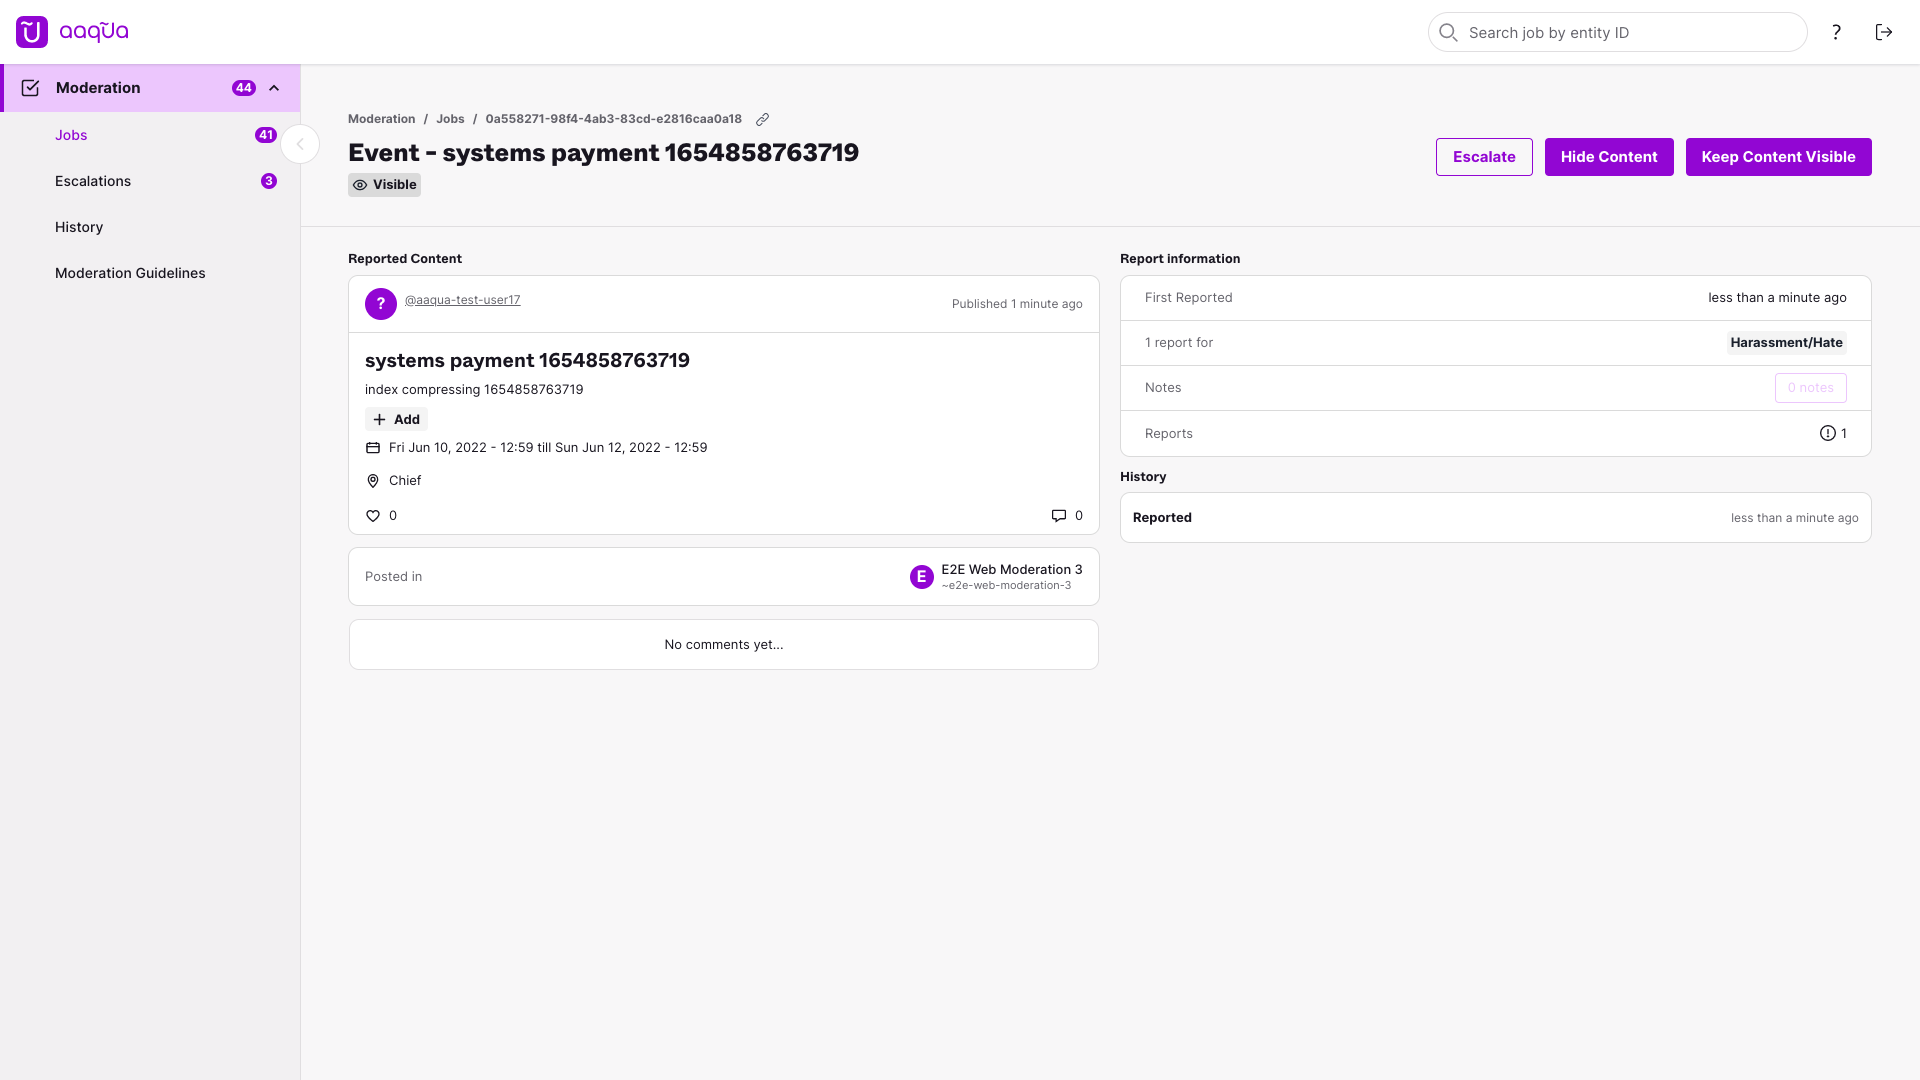 aaqũa
Search job by entity ID
?
Moderation 44
Jobs 41
Escalations 3
History
Moderation Guidelines
Moderation / Jobs / 0a558271-98f4-4ab3-83cd-e2816caa0a18
Event - systems payment 1654858763719
Visible
Escalate
Hide Content
Keep Content Visible
Reported Content
? @aaqua-test-user17 Published 1 minute ago
systems payment 1654858763719
index compressing 1654858763719
Add
Fri Jun 10, 2022 - 12:59 till Sun Jun 12, 2022 - 12:59
Chief
0 0
Posted in E E2E Web Moderation 3
~e2e-web-moderation-3
No comments yet...
Report information
First Reported less than a minute ago
1 report for Harassment/Hate
Notes 0 notes
Reports 1
History
Reported less than a minute ago